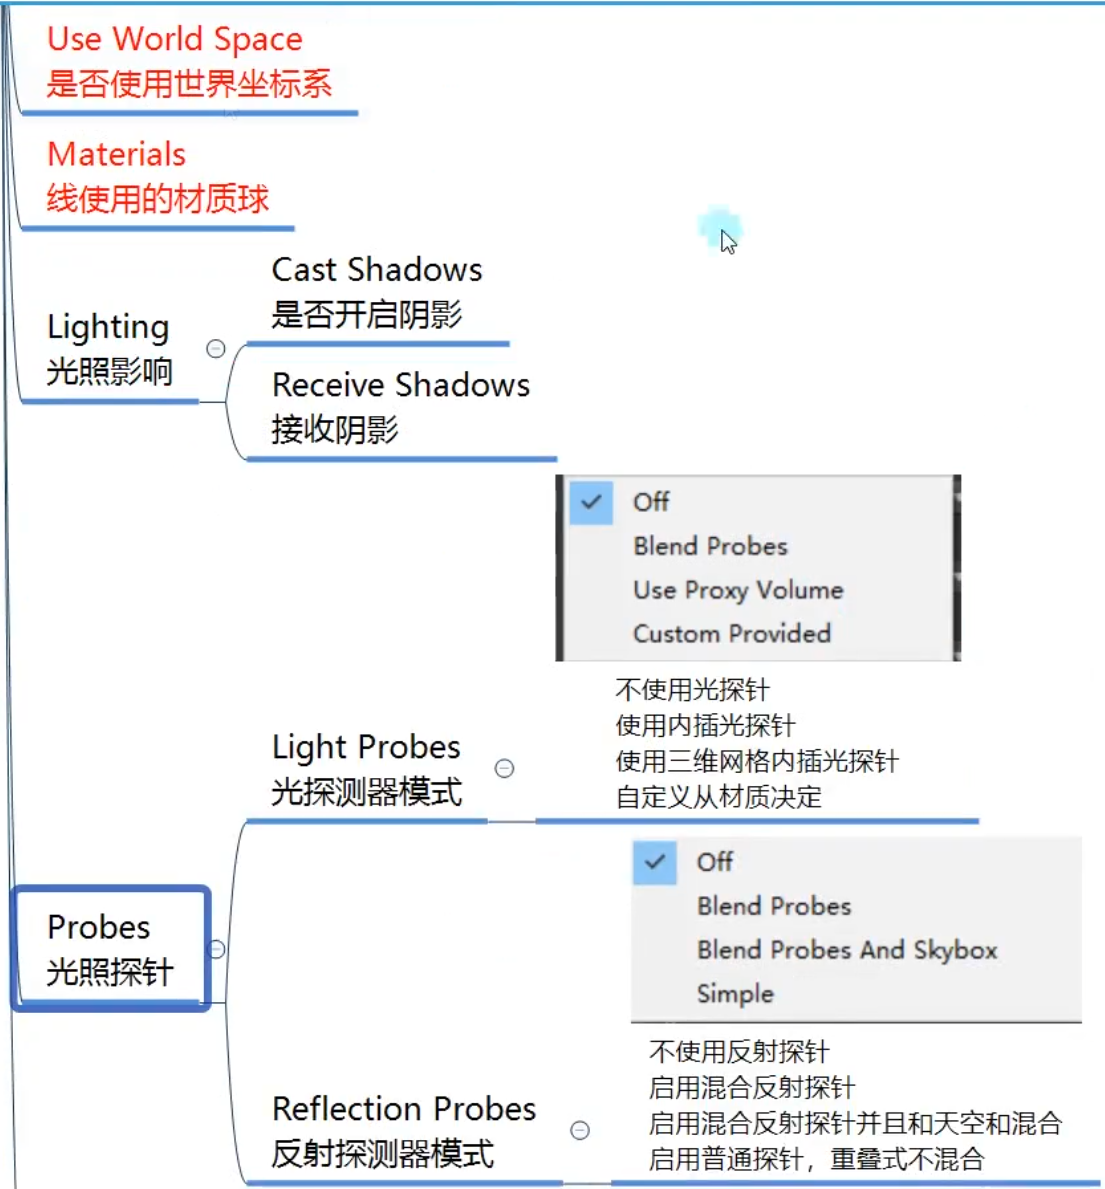 Use World Space
是否使用世界坐标系
Materials
线使用的材质球
Lighting
光照影响
Cast Shadows
是否开启阴影
Receive Shadows
接收阴影
Probes
光照探针
Light Probes
光探测器模式
Off
Blend Probes
Use Proxy Volume
Custom Provided
不使用光探针
使用内插光探针
使用三维网格内插光探针
自定义从材质决定
Reflection Probes
反射探测器模式
Off
Blend Probes
Blend Probes And Skybox
Simple
不使用反射探针
启用混合反射探针
启用混合反射探针并且和天空和混合
启用普通探针，重叠式不混合